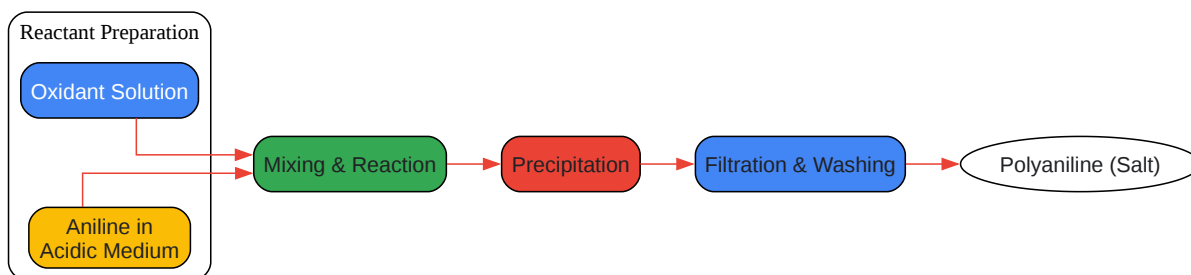 Reactant Preparation
Oxidant Solution
Aniline in
Acidic Medium
Mixing & Reaction
Precipitation
Filtration & Washing
Polyaniline (Salt)